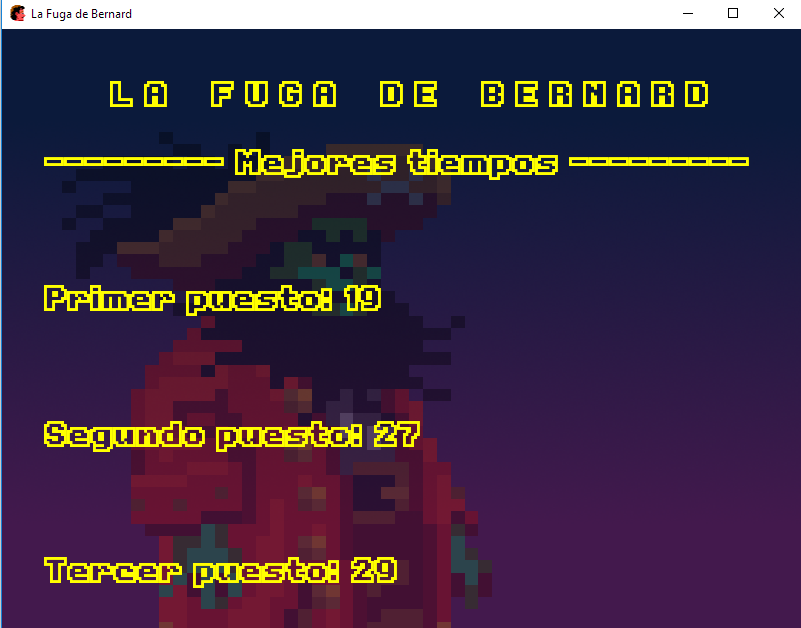 La Fuga de Bernard
LA FUGA DE BERNARD
--------- Mejores tiempos ---------
Primer puesto: 19
Segundo puesto: 27
Tercer puesto: 29